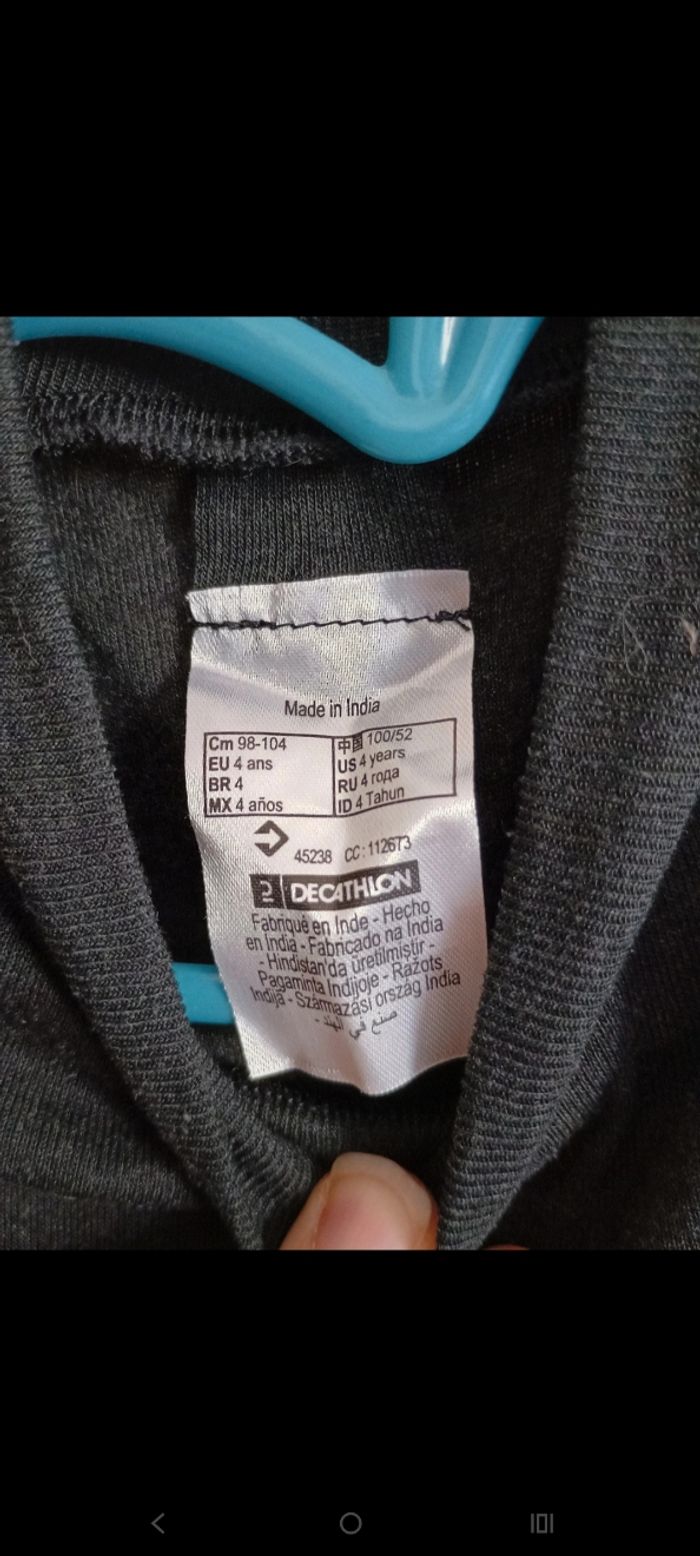 Made in India
Cm 98-104
EU 4 ans
BR 4
MX 4 años
中国 100/52
US 4 years
RU 4 года
ID 4 Tahun
45238 CC:112673
DECATHLON
Fabriqué en Inde - Hecho
en India - Fabricado na India
- Hindistan'da üretilmiştir -
Pagaminta Indijoje - Ražots
Indijā - Származási ország India
صنع في الهند -